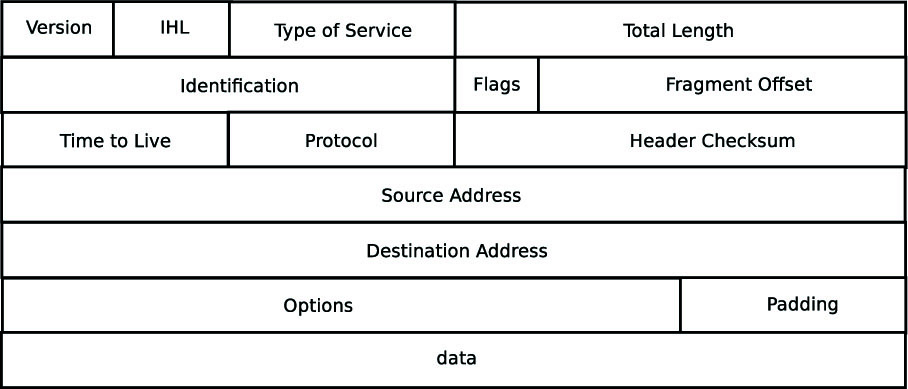 Version IHL Type of Service Total Length
Identification Flags Fragment Offset
Time to Live Protocol Header Checksum
Source Address
Destination Address
Options Padding
data